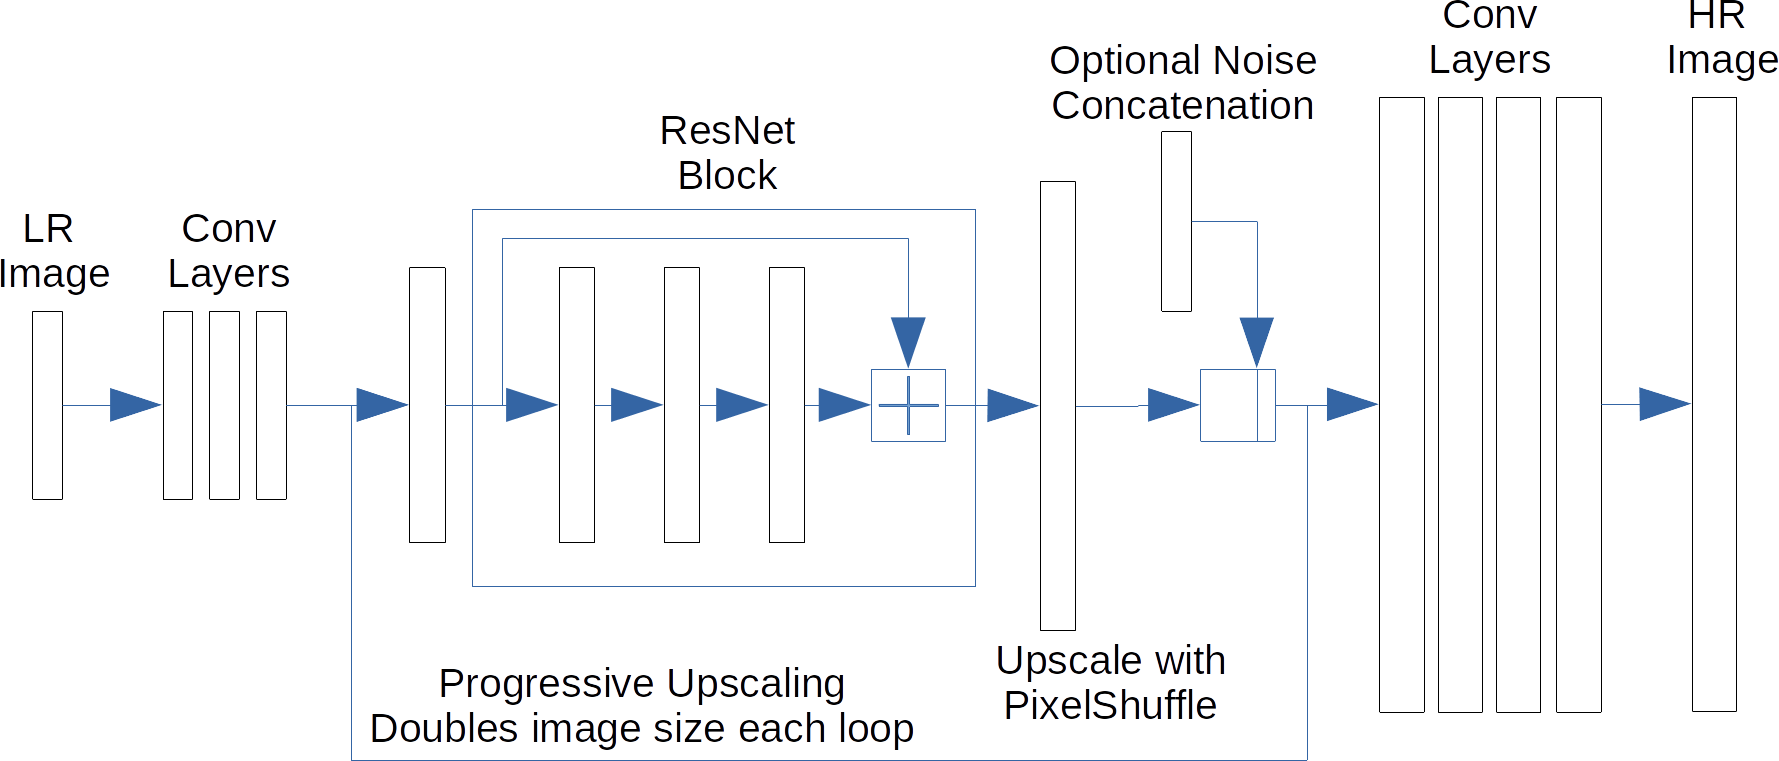 LR
Image
Conv
Layers
ResNet
Block
Optional Noise
Concatenation
Conv
Layers
HR
Image
Progressive Upscaling
Doubles image size each loop
Upscale with
PixelShuffle